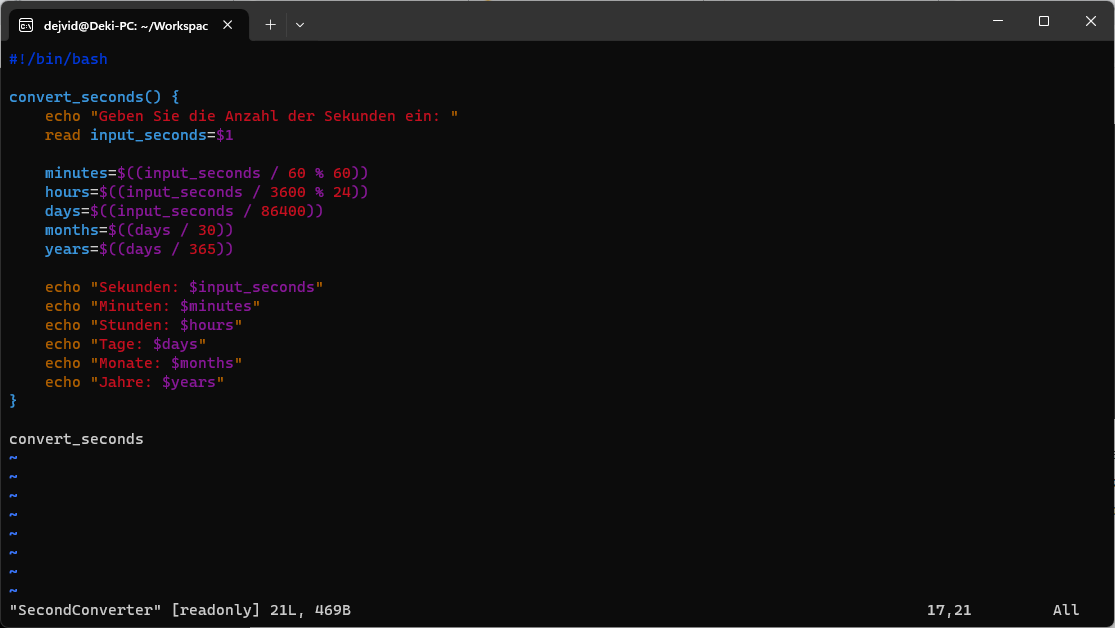 dejvid@Deki-PC: ~/Workspac
#!/bin/bash
convert_seconds() {
    echo "Geben Sie die Anzahl der Sekunden ein: "
    read input_seconds=$1
    minutes=$((input_seconds / 60 % 60))
    hours=$((input_seconds / 3600 % 24))
    days=$((input_seconds / 86400))
    months=$((days / 30))
    years=$((days / 365))
    echo "Sekunden: $input_seconds"
    echo "Minuten: $minutes"
    echo "Stunden: $hours"
    echo "Tage: $days"
    echo "Monate: $months"
    echo "Jahre: $years"
}
convert_seconds
~
~
~
~
~
~
~
~
"SecondConverter" [readonly] 21L, 469B 17,21 All